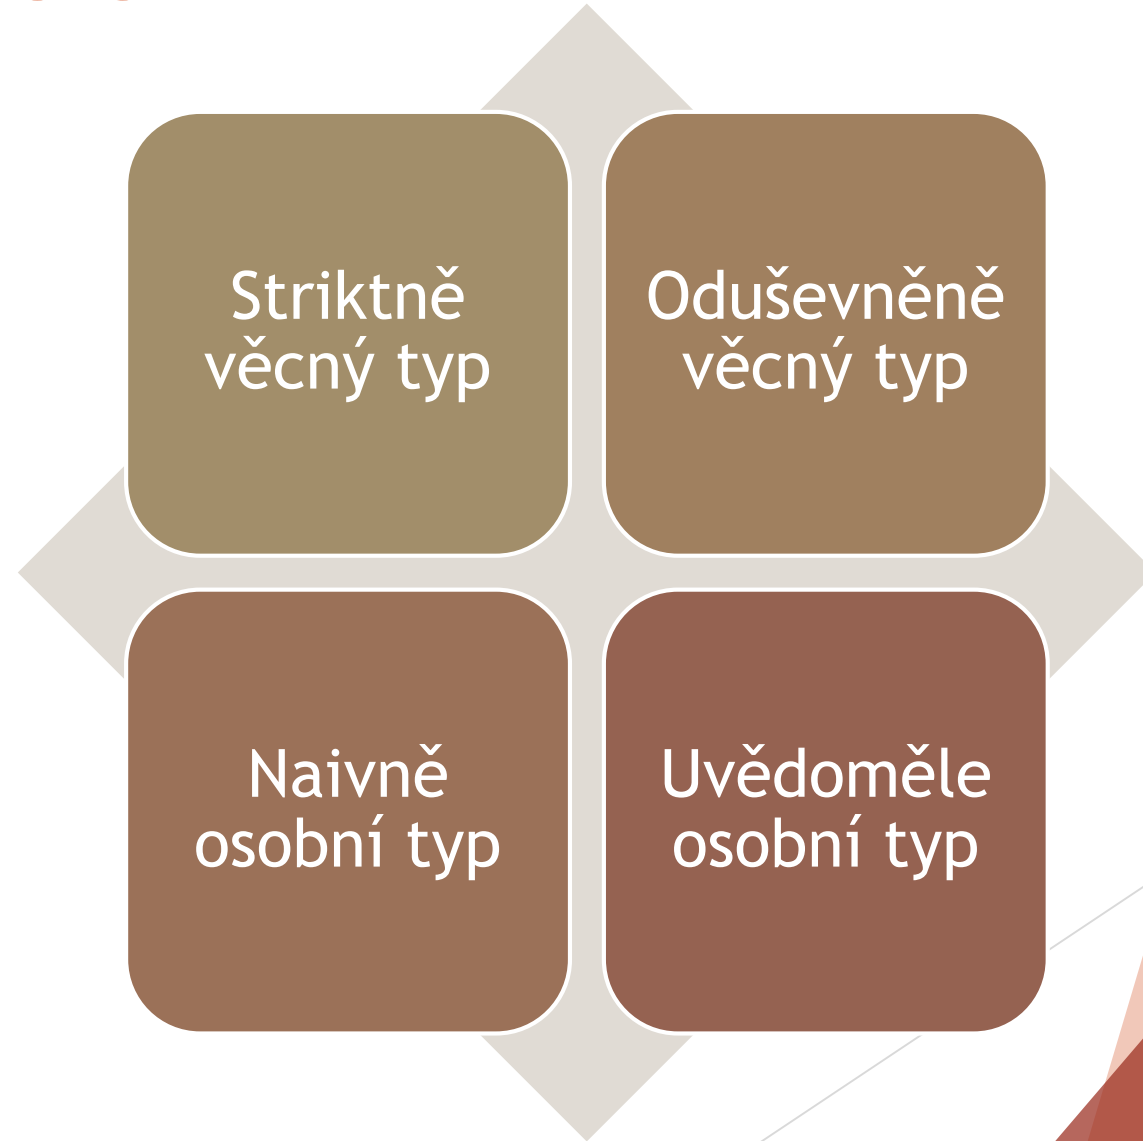 Striktně
věcný typ
Oduševněně
věcný typ
Naivně
osobní typ
Uvědoměle
osobní typ